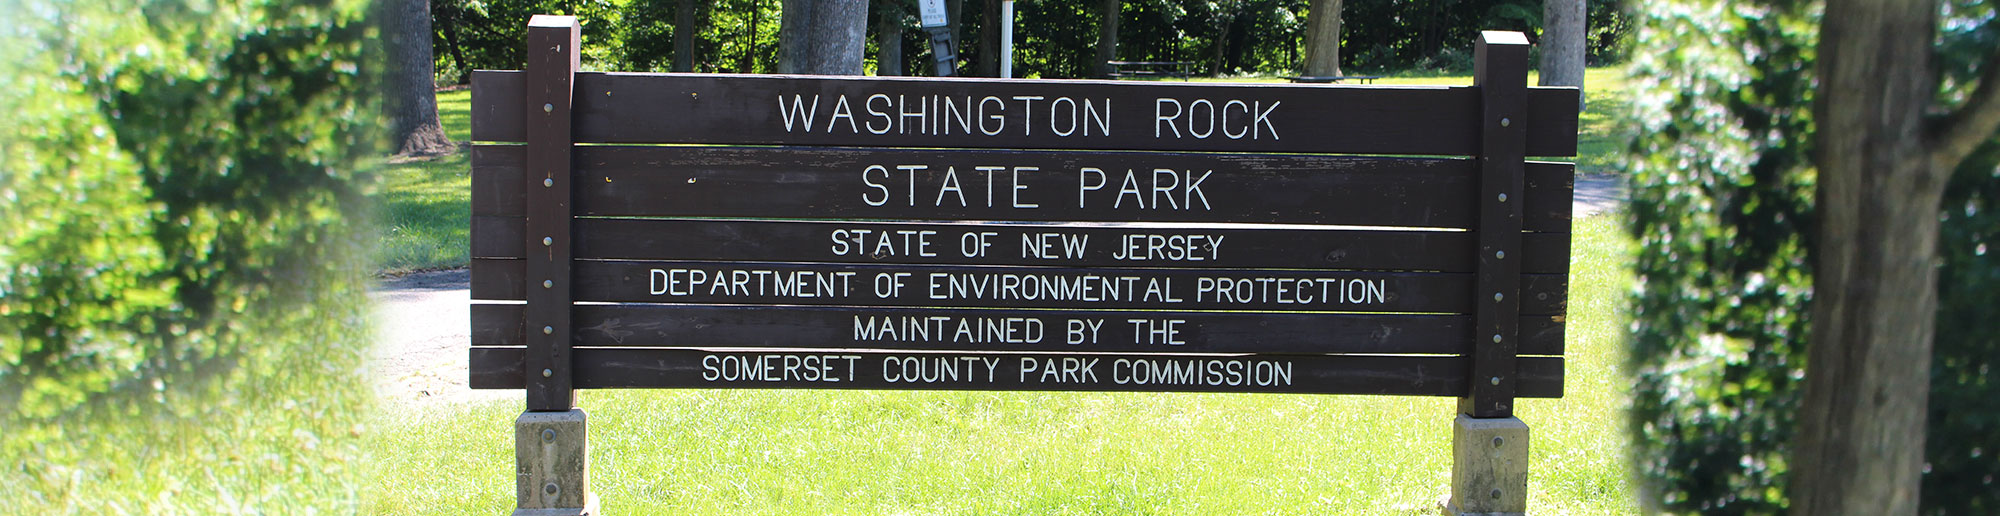 WASHINGTON ROCK
STATE PARK
STATE OF NEW JERSEY
DEPARTMENT OF ENVIRONMENTAL PROTECTION
MAINTAINED BY THE
SOMERSET COUNTY PARK COMMISSION